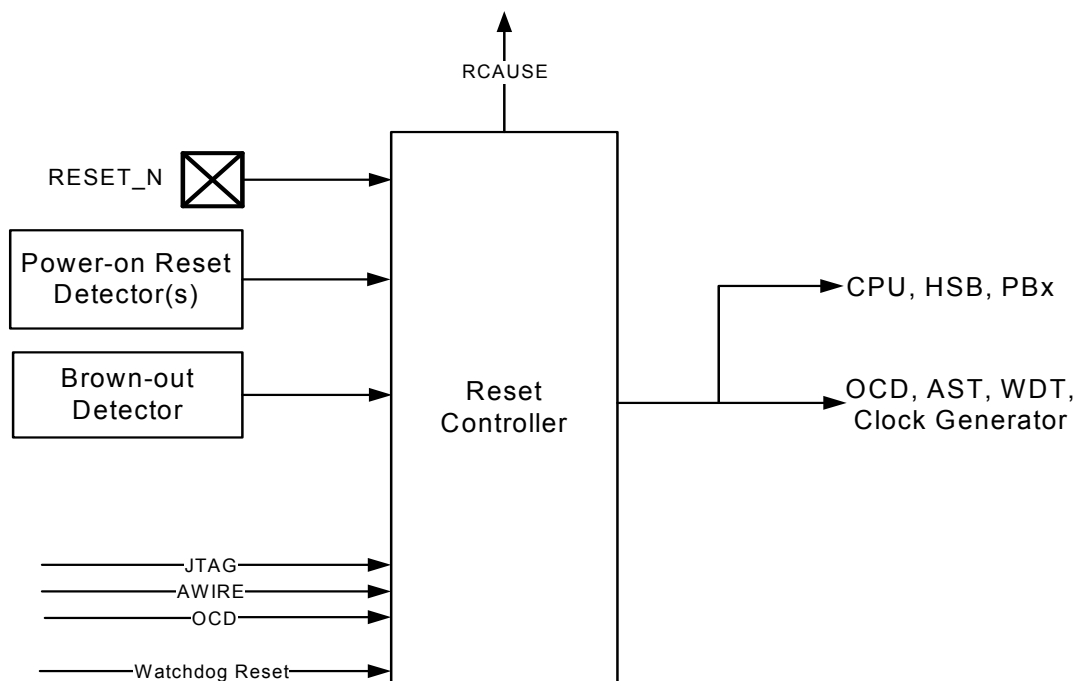 RCAUSE
RESET_N
Power-on Reset
Detector(s)
Brown-out
Detector
Reset
Controller
CPU, HSB, PBx
OCD, AST, WDT,
Clock Generator
JTAG
AWIRE
OCD
Watchdog Reset